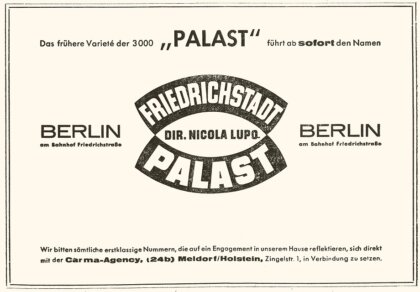 Das frühere Varieté der 3000 „PALAST“ führt ab sofort den Namen
FRIEDRICHSTADT
DIR. NICOLA LUPO.
PALAST
BERLIN
am Bahnhof Friedrichstraße
BERLIN
am Bahnhof Friedrichstraße
Wir bitten sämtliche erstklassige Nummern, die auf ein Engagement in unserem Hause reflektieren, sich direkt
mit der Carma-Agency, (24b) Meldorf/Holstein, Zingelstr. 1, in Verbindung zu setzen.